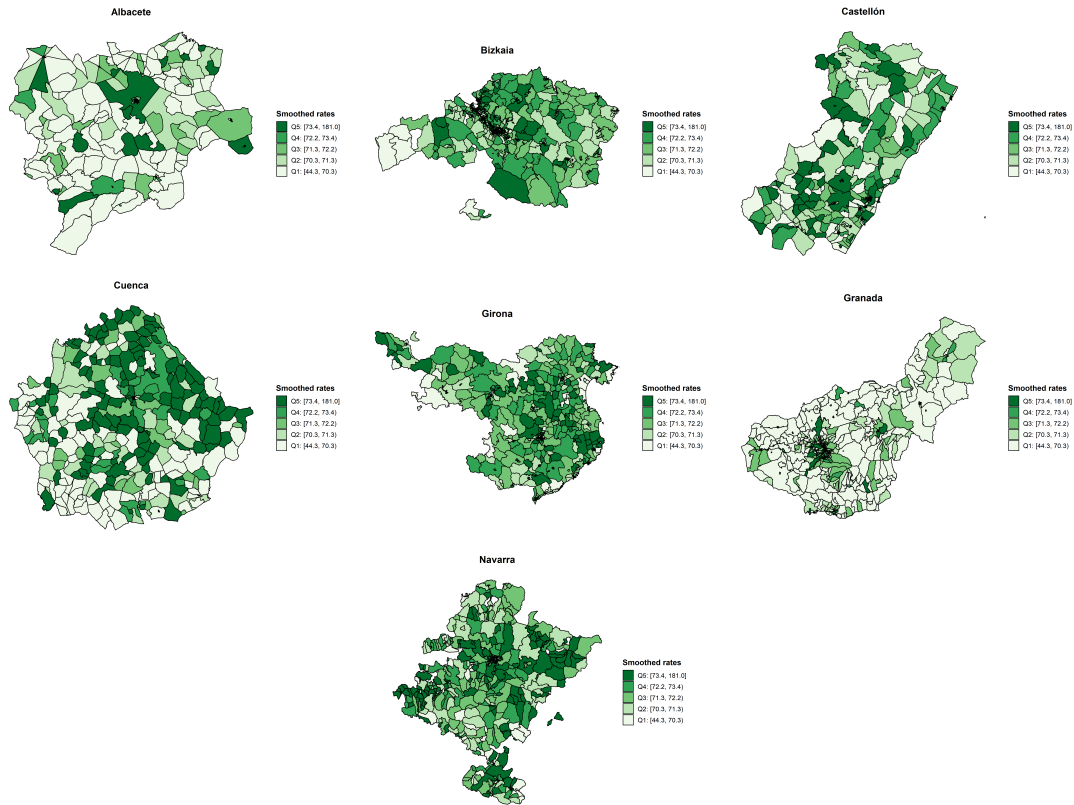 Albacete
Smoothed rates
Q5: [73.4, 181.0]
Q4: [72.2, 73.4)
Q3: [71.3, 72.2)
Q2: [70.3, 71.3)
Q1: [44.3, 70.3)
Bizkaia
Smoothed rates
Q5: [73.4, 181.0]
Q4: [72.2, 73.4)
Q3: [71.3, 72.2)
Q2: [70.3, 71.3)
Q1: [44.3, 70.3)
Castellón
Smoothed rates
Q5: [73.4, 181.0]
Q4: [72.2, 73.4)
Q3: [71.3, 72.2)
Q2: [70.3, 71.3)
Q1: [44.3, 70.3)
Cuenca
Smoothed rates
Q5: [73.4, 181.0]
Q4: [72.2, 73.4)
Q3: [71.3, 72.2)
Q2: [70.3, 71.3)
Q1: [44.3, 70.3)
Girona
Smoothed rates
Q5: [73.4, 181.0]
Q4: [72.2, 73.4)
Q3: [71.3, 72.2)
Q2: [70.3, 71.3)
Q1: [44.3, 70.3)
Granada
Smoothed rates
Q5: [73.4, 181.0]
Q4: [72.2, 73.4)
Q3: [71.3, 72.2)
Q2: [70.3, 71.3)
Q1: [44.3, 70.3)
Navarra
Smoothed rates
Q5: [73.4, 181.0]
Q4: [72.2, 73.4)
Q3: [71.3, 72.2)
Q2: [70.3, 71.3)
Q1: [44.3, 70.3)